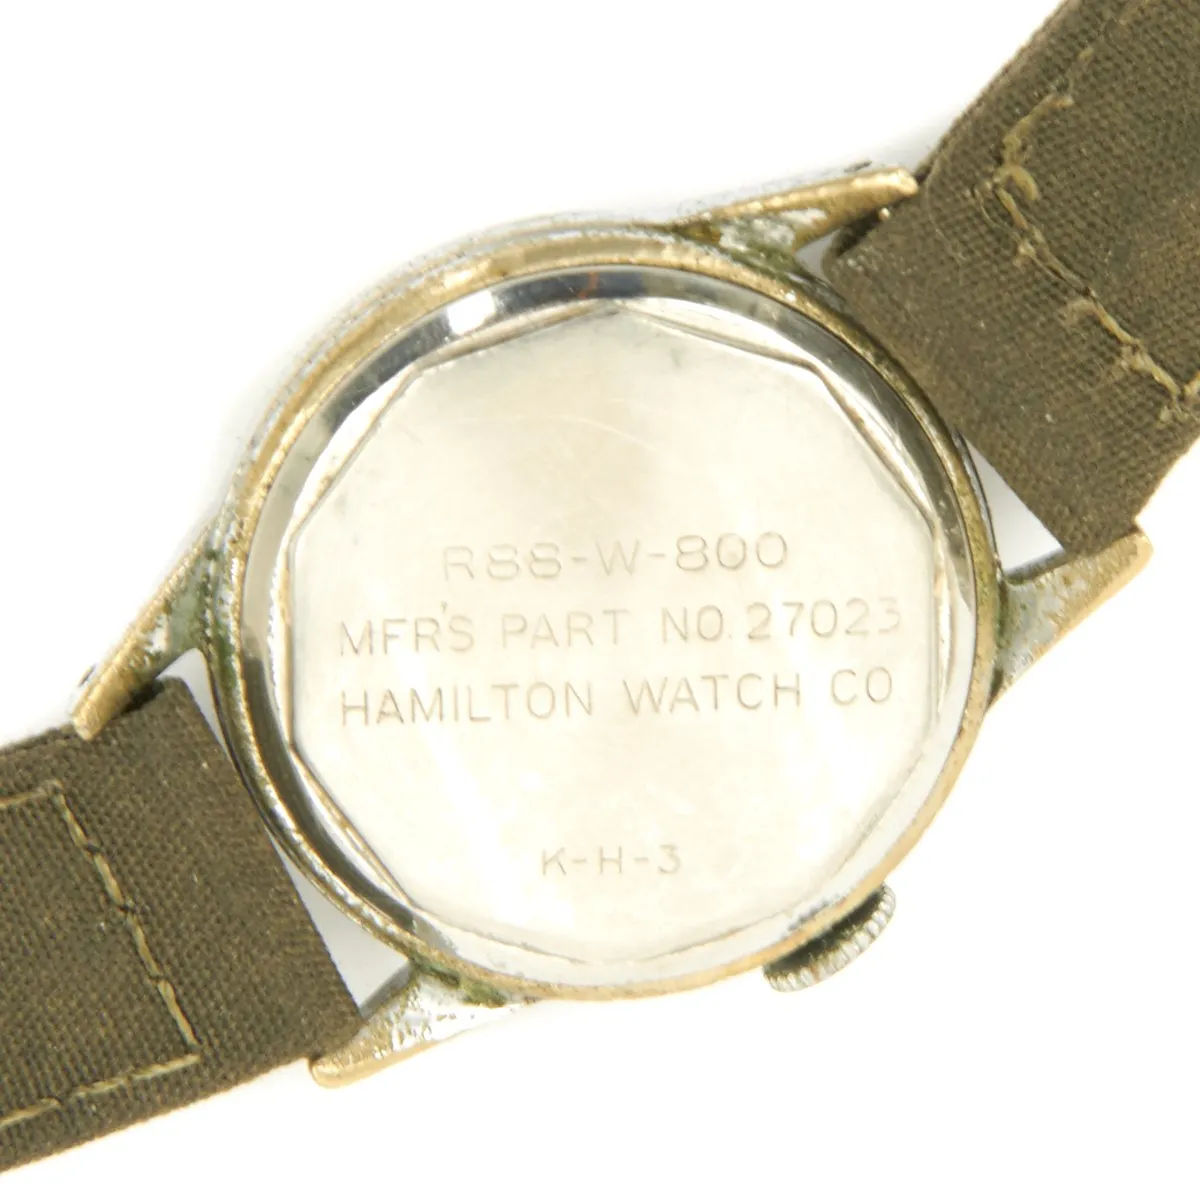 R88-W-800
MFR'S PART NO. 27023
HAMILTON WATCH CO.
K-H-3